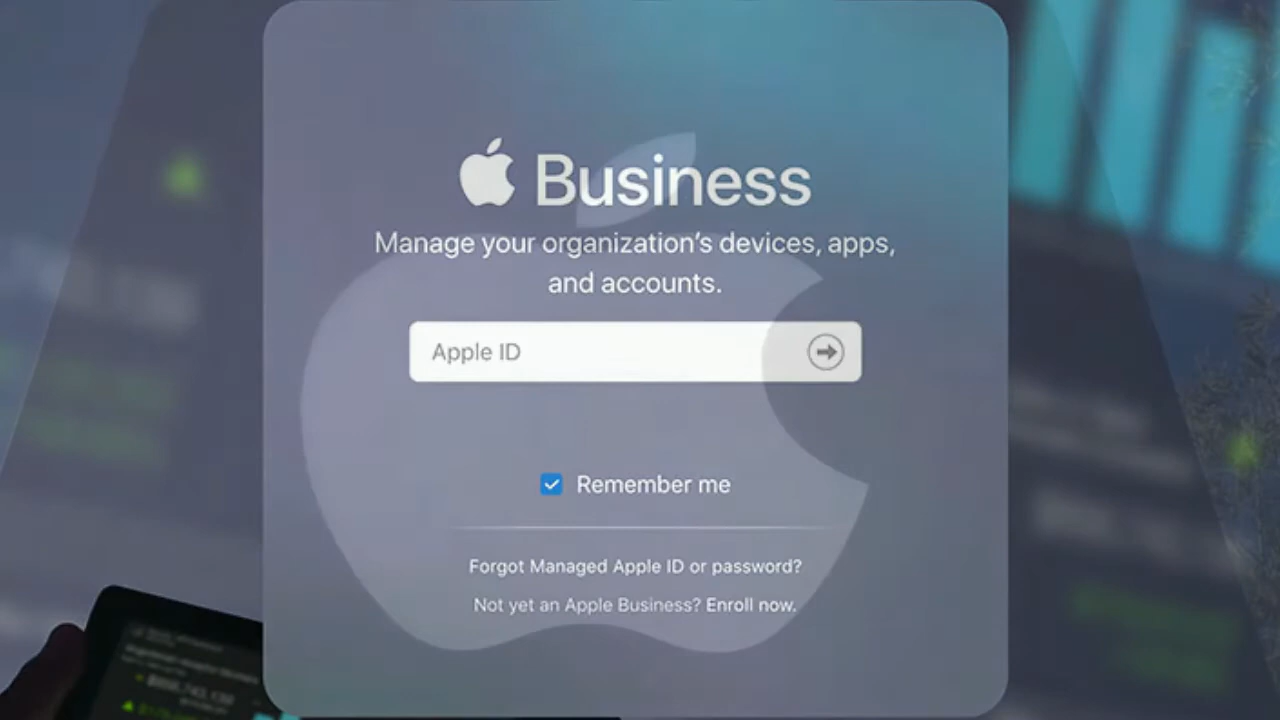 Business
Manage your organization’s devices, apps,
and accounts.
Apple ID
Remember me
Forgot Managed Apple ID or password?
Not yet an Apple Business? Enroll now.